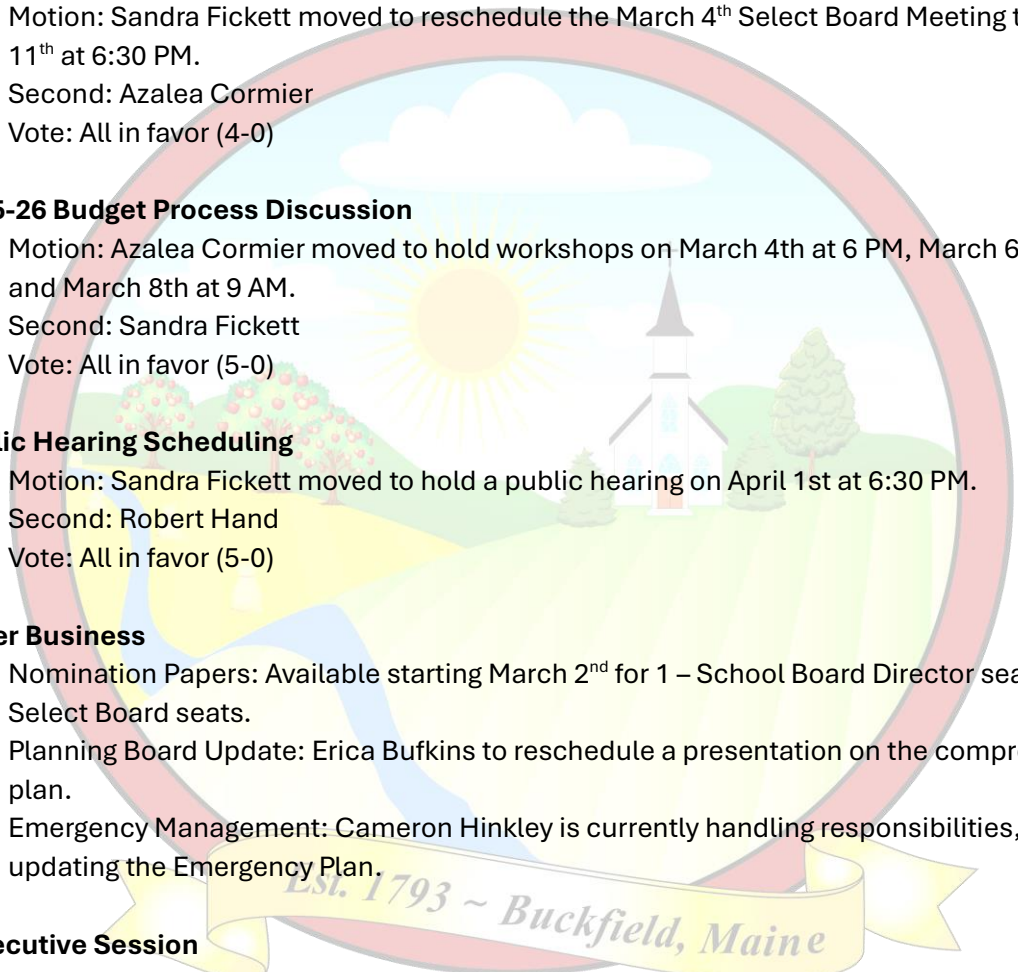 Motion: Sandra Fickett moved to reschedule the March 4th Select Board Meeting
11th at 6:30 PM.
Second: Azalea Cormier
Vote: All in favor (4-0)
5-26 Budget Process Discussion
Motion: Azalea Cormier moved to hold workshops on March 4th at 6 PM, March 6
and March 8th at 9 AM.
Second: Sandra Fickett
Vote: All in favor (5-0)
lic Hearing Scheduling
Motion: Sandra Fickett moved to hold a public hearing on April 1st at 6:30 PM.
Second: Robert Hand
Vote: All in favor (5-0)
er Business
Nomination Papers: Available starting March 2nd for 1 – School Board Director sea
Select Board seats.
Planning Board Update: Erica Bufkins to reschedule a presentation on the compr
plan.
Emergency Management: Cameron Hinkley is currently handling responsibilities,
updating the Emergency Plan.
Est. 1793 ~ Buckfield, Maine
ecutive Session